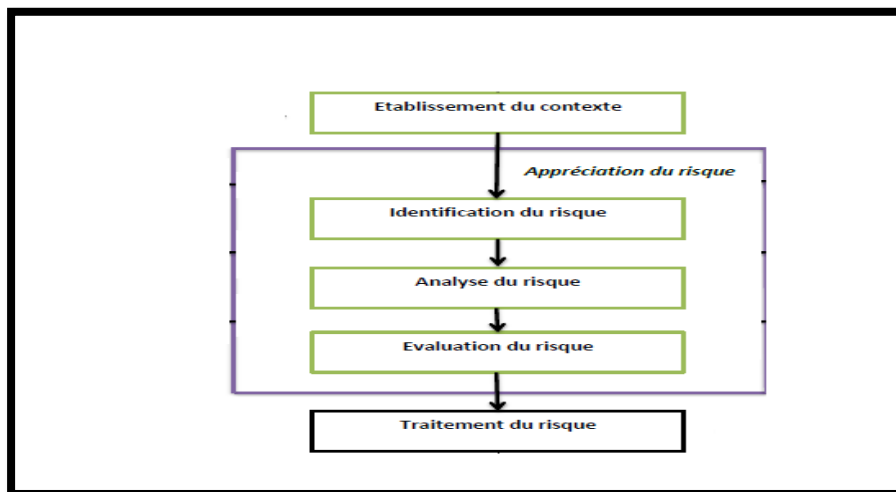 Etablissement du contexte
Appréciation du risque
Identification du risque
Analyse du risque
Evaluation du risque
Traitement du risque